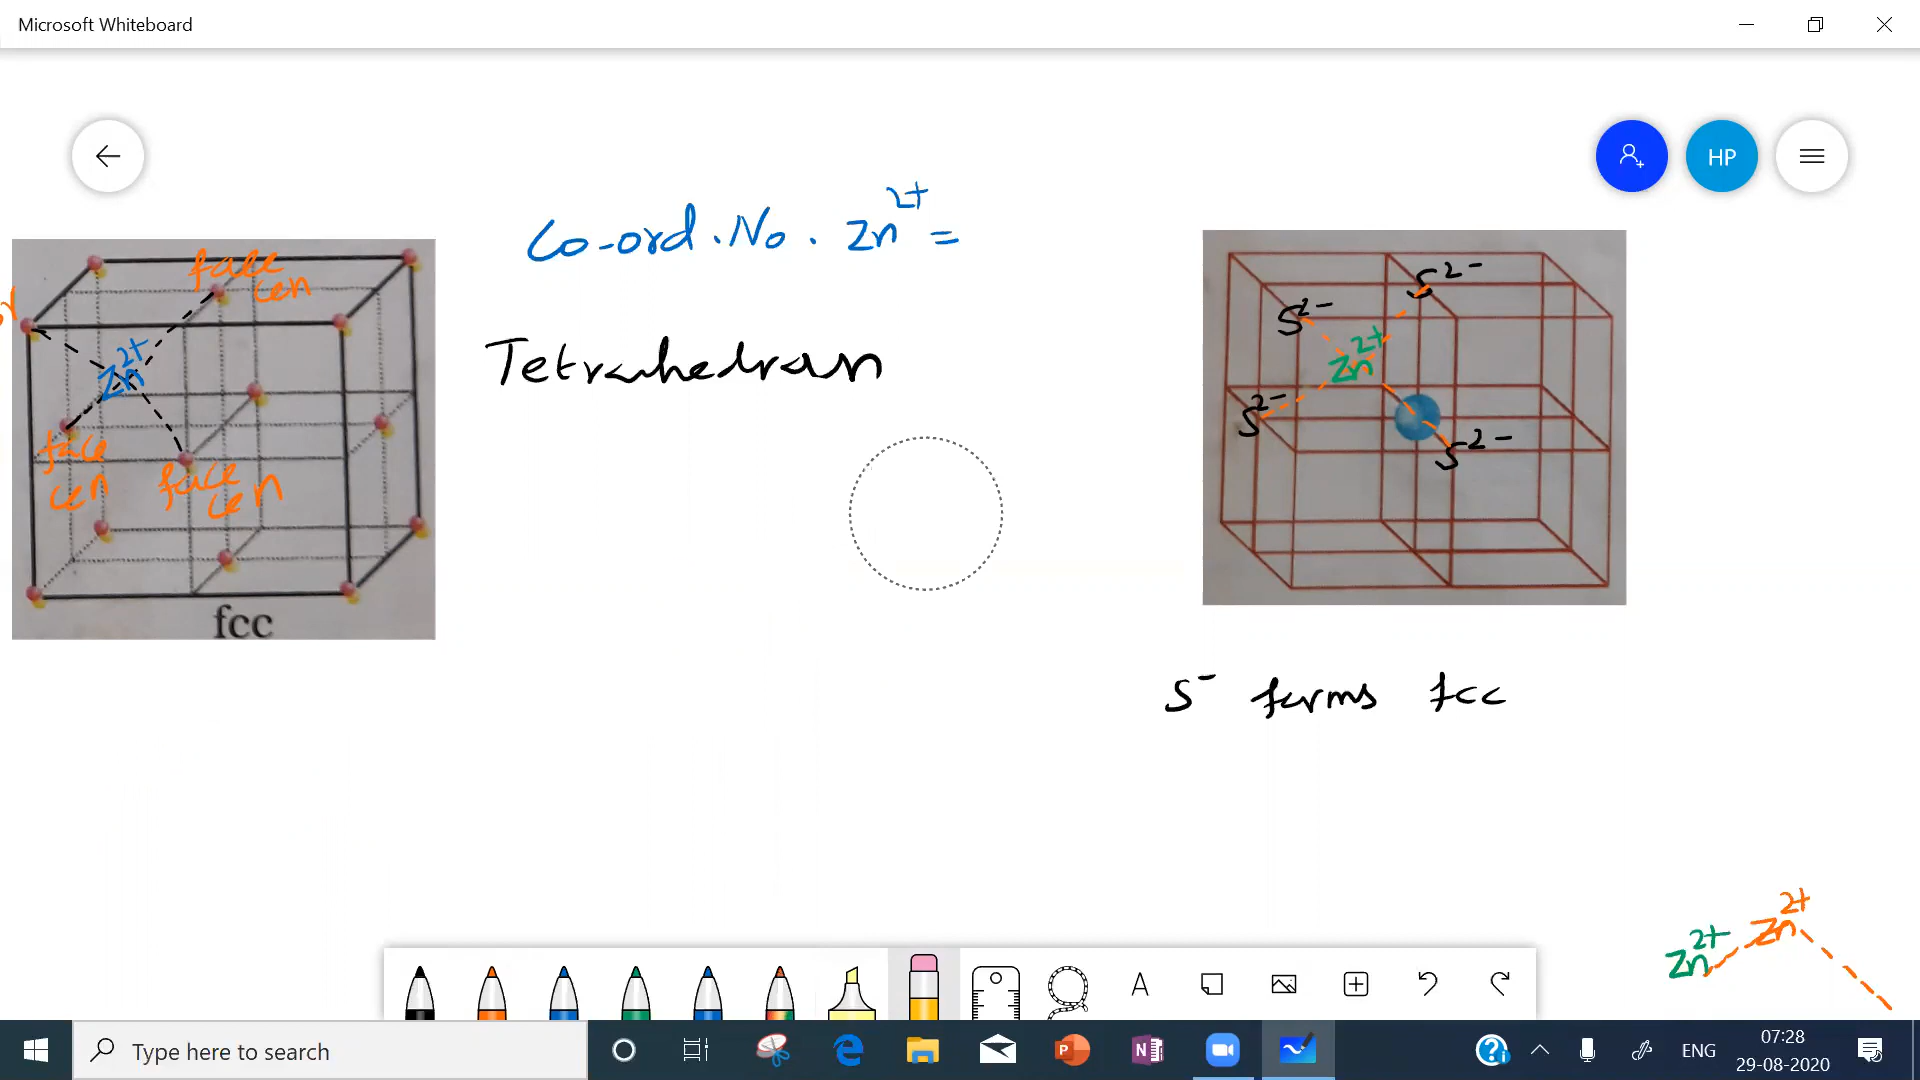 Microsoft Whiteboard
HP
Co-ord.No. Zn2+ =
Tetrahedran
face
cen
Zn2+
face
cen
face
cen
fcc
S2-
S2-
Zn2+
S2-
S2-
S- forms fcc
Zn2+
Zn2+
A
Type here to search
ENG
07:28
29-08-2020